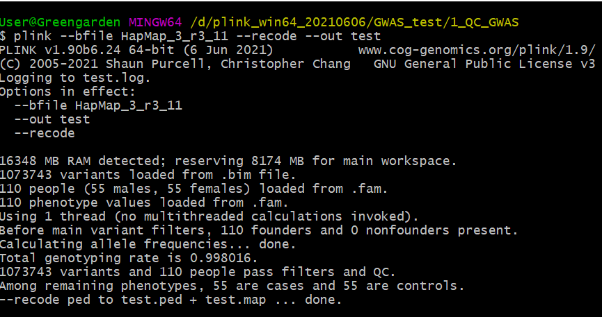 User@Greengarden MINGW64 /d/plink_win64_20210606/GWAS_test/1_QC_GWAS
$ plink --bfile HapMap_3_r3_11 --recode --out test
PLINK v1.90b6.24 64-bit (6 Jun 2021) www.cog-genomics.org/plink/1.9/
(C) 2005-2021 Shaun Purcell, Christopher Chang GNU General Public License v3
Logging to test.log.
Options in effect:
--bfile HapMap_3_r3_11
--out test
--recode
16348 MB RAM detected; reserving 8174 MB for main workspace.
1073743 variants loaded from .bim file.
110 people (55 males, 55 females) loaded from .fam.
110 phenotype values loaded from .fam.
Using 1 thread (no multithreaded calculations invoked).
Before main variant filters, 110 founders and 0 nonfounders present.
Calculating allele frequencies... done.
Total genotyping rate is 0.998016.
1073743 variants and 110 people pass filters and QC.
Among remaining phenotypes, 55 are cases and 55 are controls.
--recode ped to test.ped + test.map ... done.